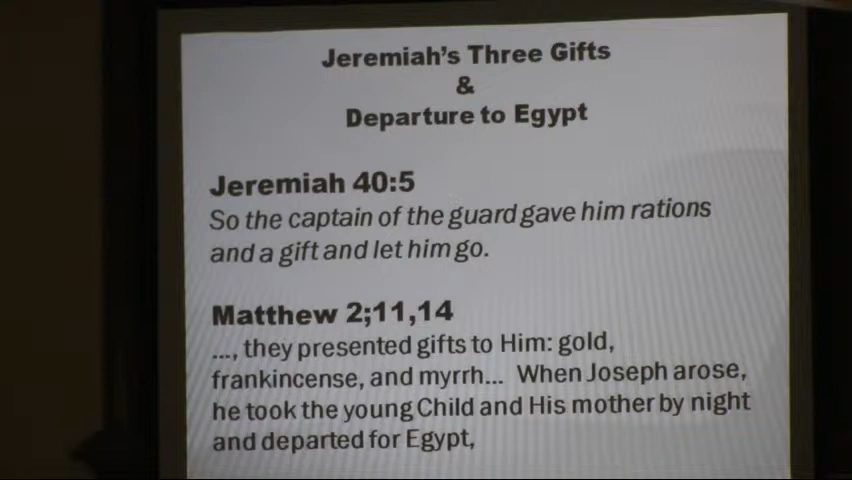 Jeremiah's Three Gifts
&
Departure to Egypt
Jeremiah 40:5
So the captain of the guard gave him rations
and a gift and let him go.
Matthew 2;11,14
..., they presented gifts to Him: gold,
frankincense, and myrrh... When Joseph arose,
he took the young Child and His mother by night
and departed for Egypt,